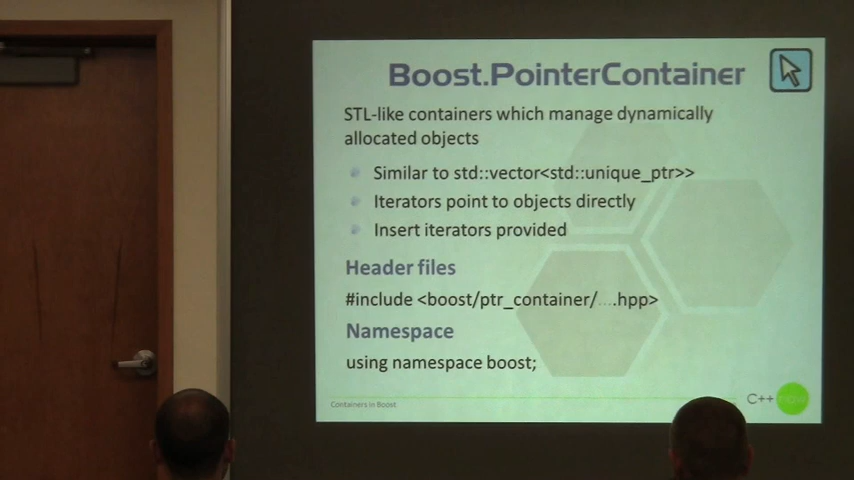 Boost.PointerContainer
STL-like containers which manage dynamically
allocated objects
Similar to std::vector<std::unique_ptr>>
Iterators point to objects directly
Insert iterators provided
Header files
#include <boost/ptr_container/....hpp>
Namespace
using namespace boost;
Containers in Boost
C++ now